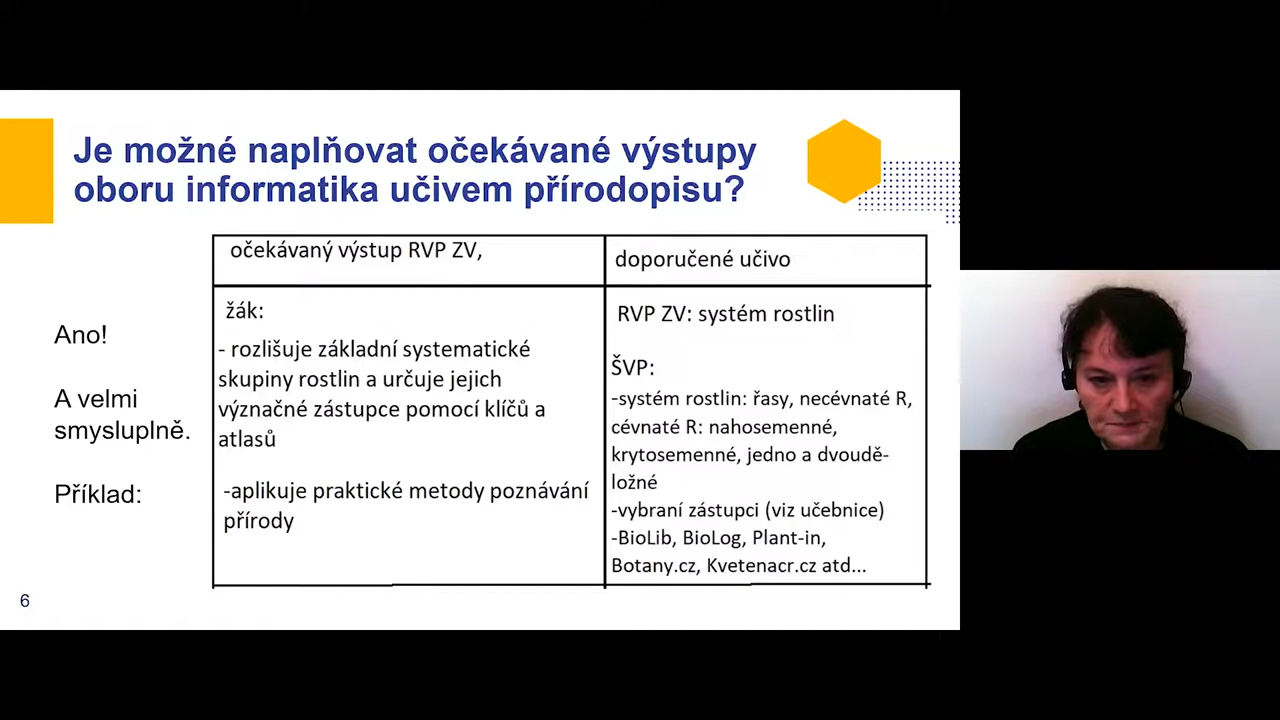 Je možné naplňovat očekávané výstupy
oboru informatika učivem přírodopisu?
Ano!
A velmi
smysluplně.
Příklad:
očekávaný výstup RVP ZV,
žák:
- rozlišuje základní systematické
skupiny rostlin a určuje jejich
význačné zástupce pomocí klíčů a
atlasů
-aplikuje praktické metody poznávání
přírody
doporučené učivo
RVP ZV: systém rostlin
ŠVP:
-systém rostlin: řasy, necévnaté R,
cévnaté R: nahosemenné,
krytosemenné, jedno a dvoudě-
ložné
-vybraní zástupci (viz učebnice)
-BioLib, BioLog, Plant-in,
Botany.cz, Kvetenacr.cz atd...
6